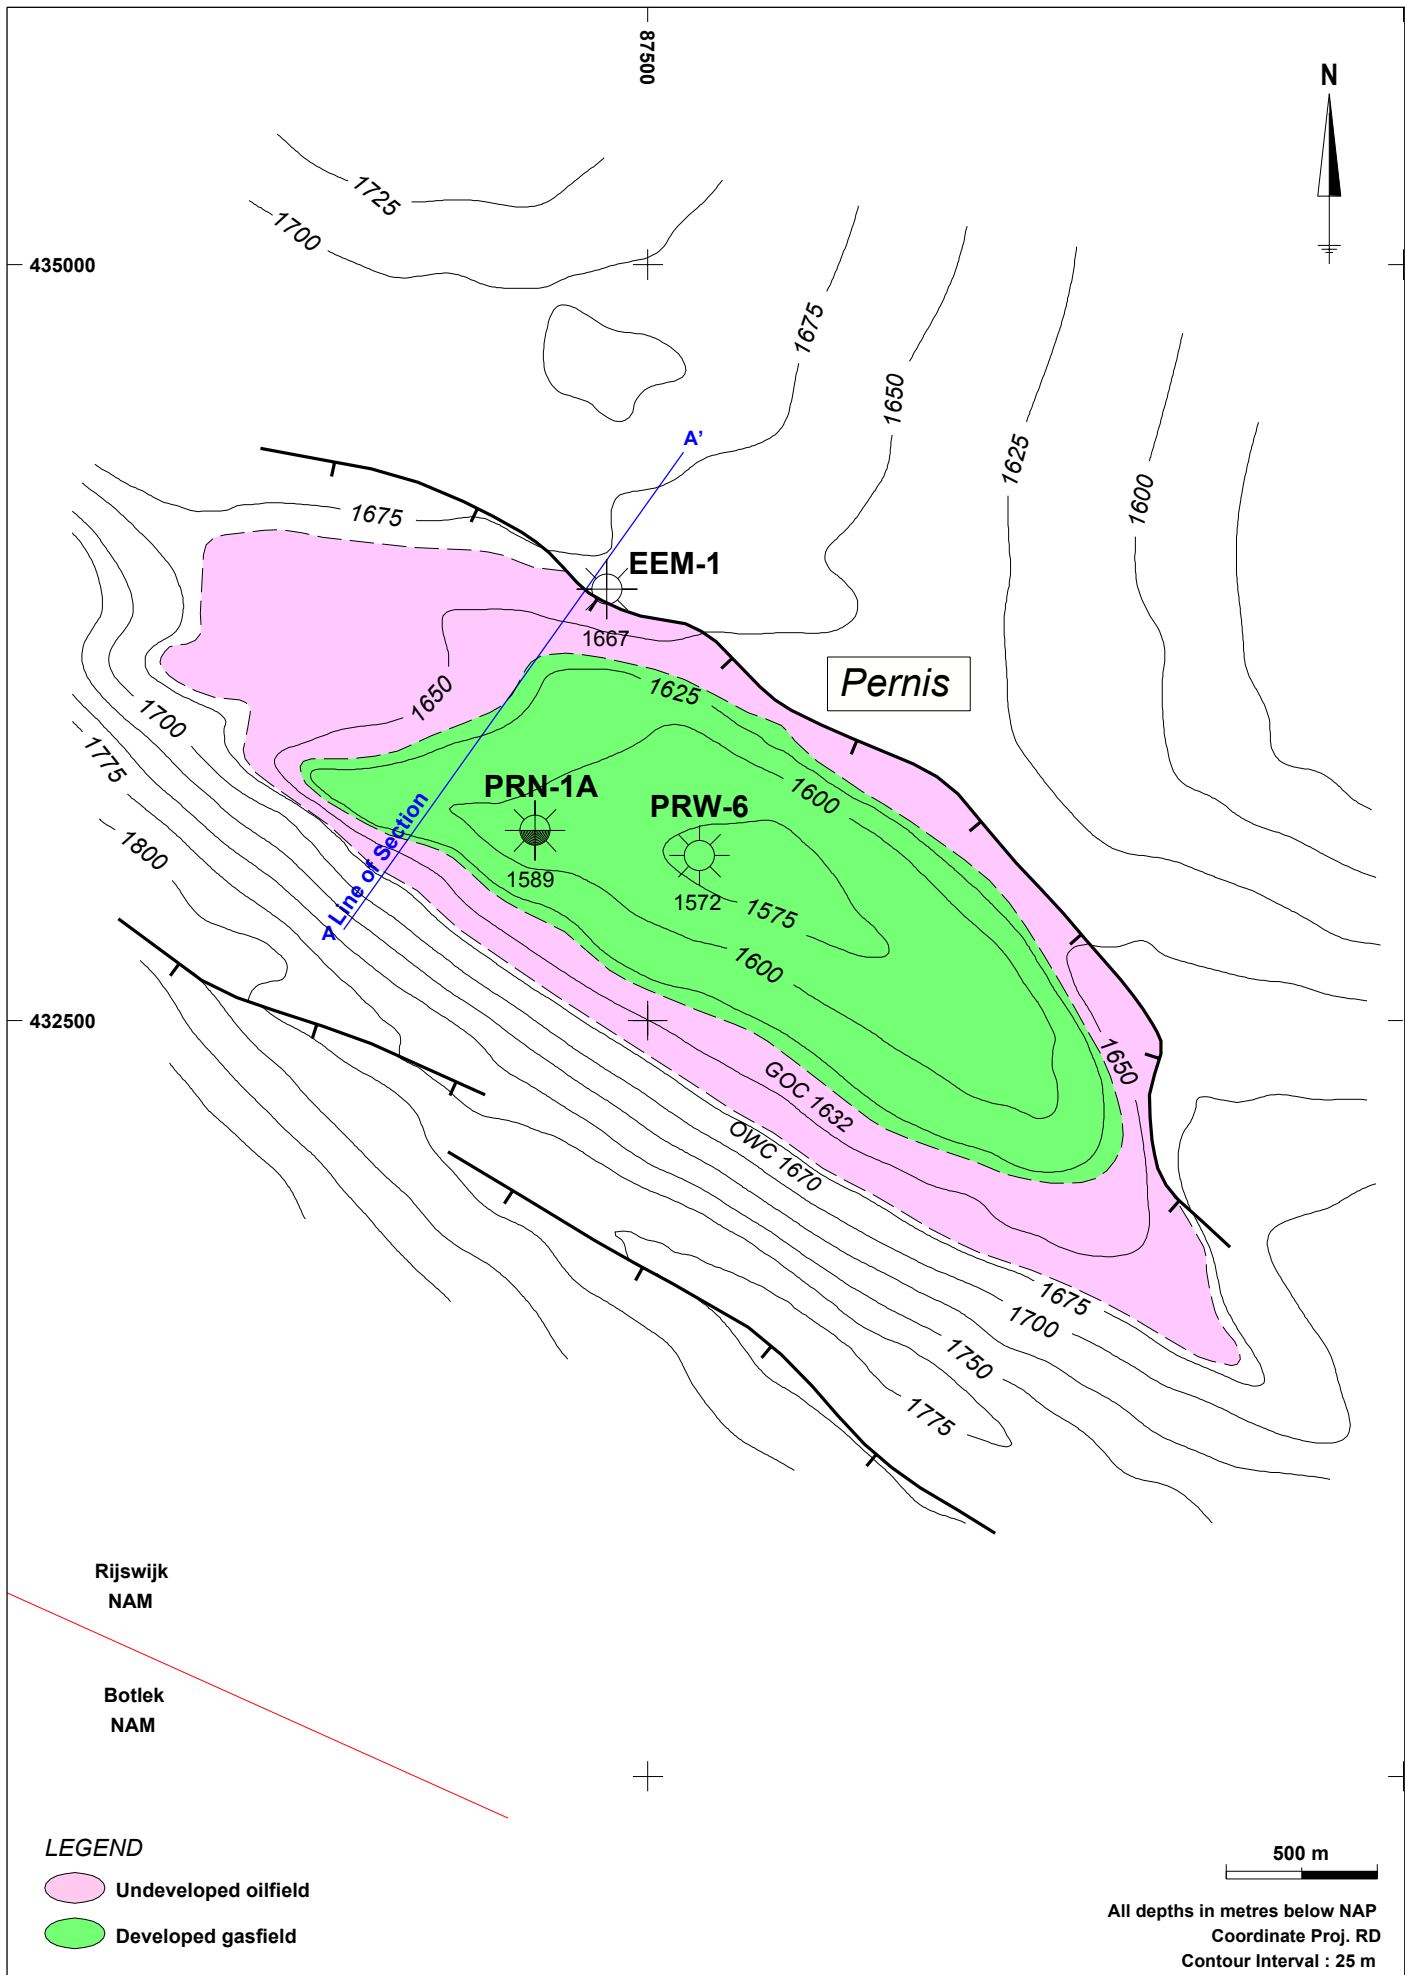 87500
N
1725
1700
435000
1675
1650
1625
1600
A'
1675
EEM-1
1667
Pernis
1650
1625
1700
1775
1800
PRN-1A
1589
PRW-6
1572
1600
1575
1600
Line of Section
A
432500
1650
GOC 1632
OWC 1670
1675
1700
1750
1775
Rijswijk
NAM
Botlek
NAM
LEGEND
Undeveloped oilfield
Developed gasfield
500 m
All depths in metres below NAP
Coordinate Proj. RD
Contour Interval : 25 m